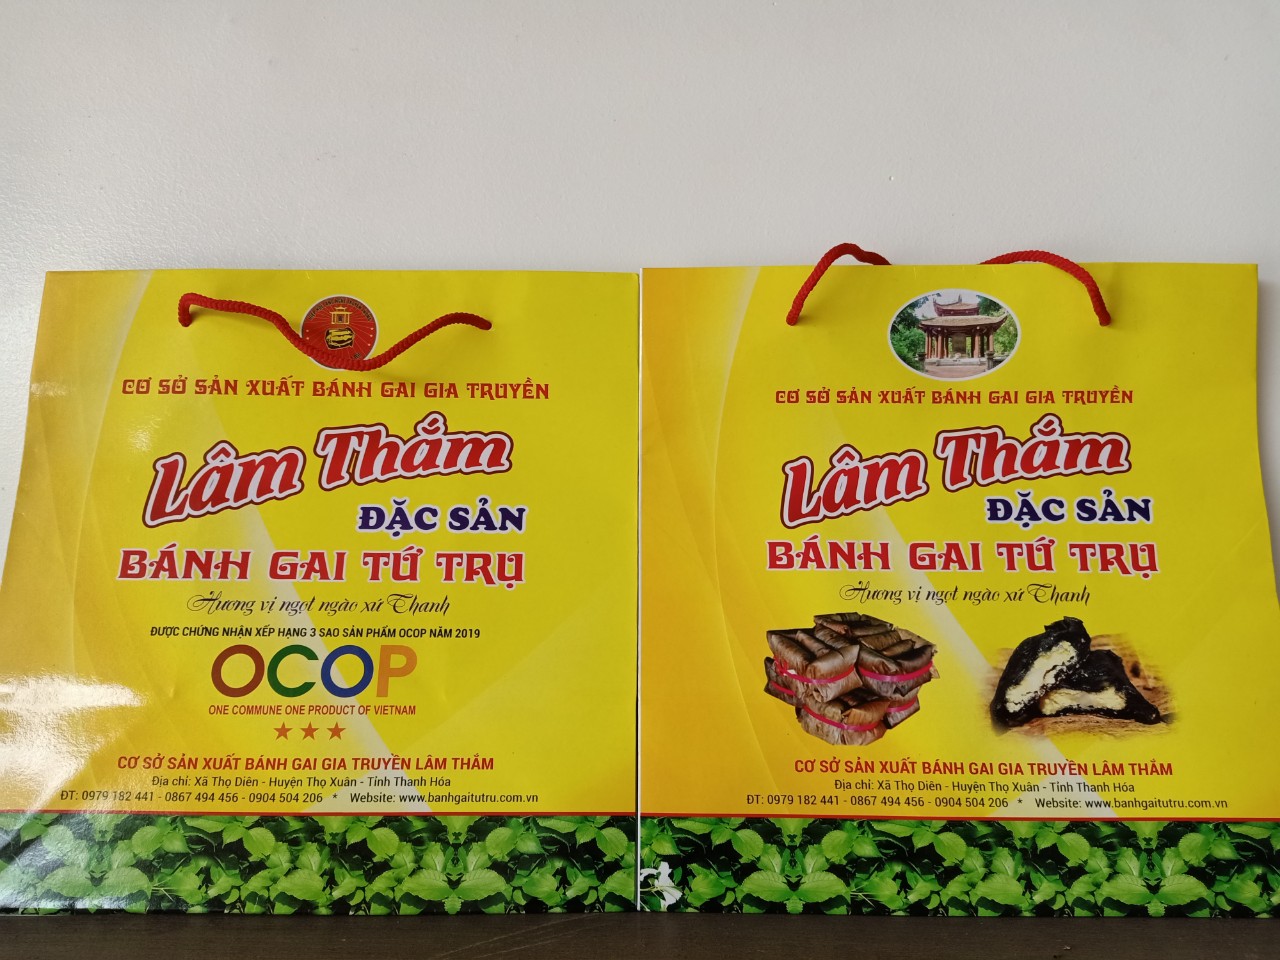 CƠ SỞ SẢN XUẤT BÁNH GAI GIA TRUYỀN
Lâm Thắm
ĐẶC SẢN
BÁNH GAI TỨ TRỤ
Hương vị ngọt ngào xứ Thanh
ĐƯỢC CHỨNG NHẬN XẾP HẠNG 3 SAO SẢN PHẨM OCOP NĂM 2019
OCOP
ONE COMMUNE ONE PRODUCT OF VIETNAM
CƠ SỞ SẢN XUẤT BÁNH GAI GIA TRUYỀN LÂM THẮM
Địa chỉ: Xã Thọ Diên - Huyện Thọ Xuân - Tỉnh Thanh Hóa
ĐT: 0979 182 441 - 0867 494 456 - 0904 504 206 * Website: www.banhgaitutru.com.vn
CƠ SỞ SẢN XUẤT BÁNH GAI GIA TRUYỀN
Lâm Thắm
ĐẶC SẢN
BÁNH GAI TỨ TRỤ
Hương vị ngọt ngào xứ Thanh
CƠ SỞ SẢN XUẤT BÁNH GAI GIA TRUYỀN LÂM THẮM
Địa chỉ: Xã Thọ Diên - Huyện Thọ Xuân - Tỉnh Thanh Hóa
ĐT: 0979 182 441 - 0867 494 456 - 0904 504 206 * Website: www.banhgaitutru.com.vn